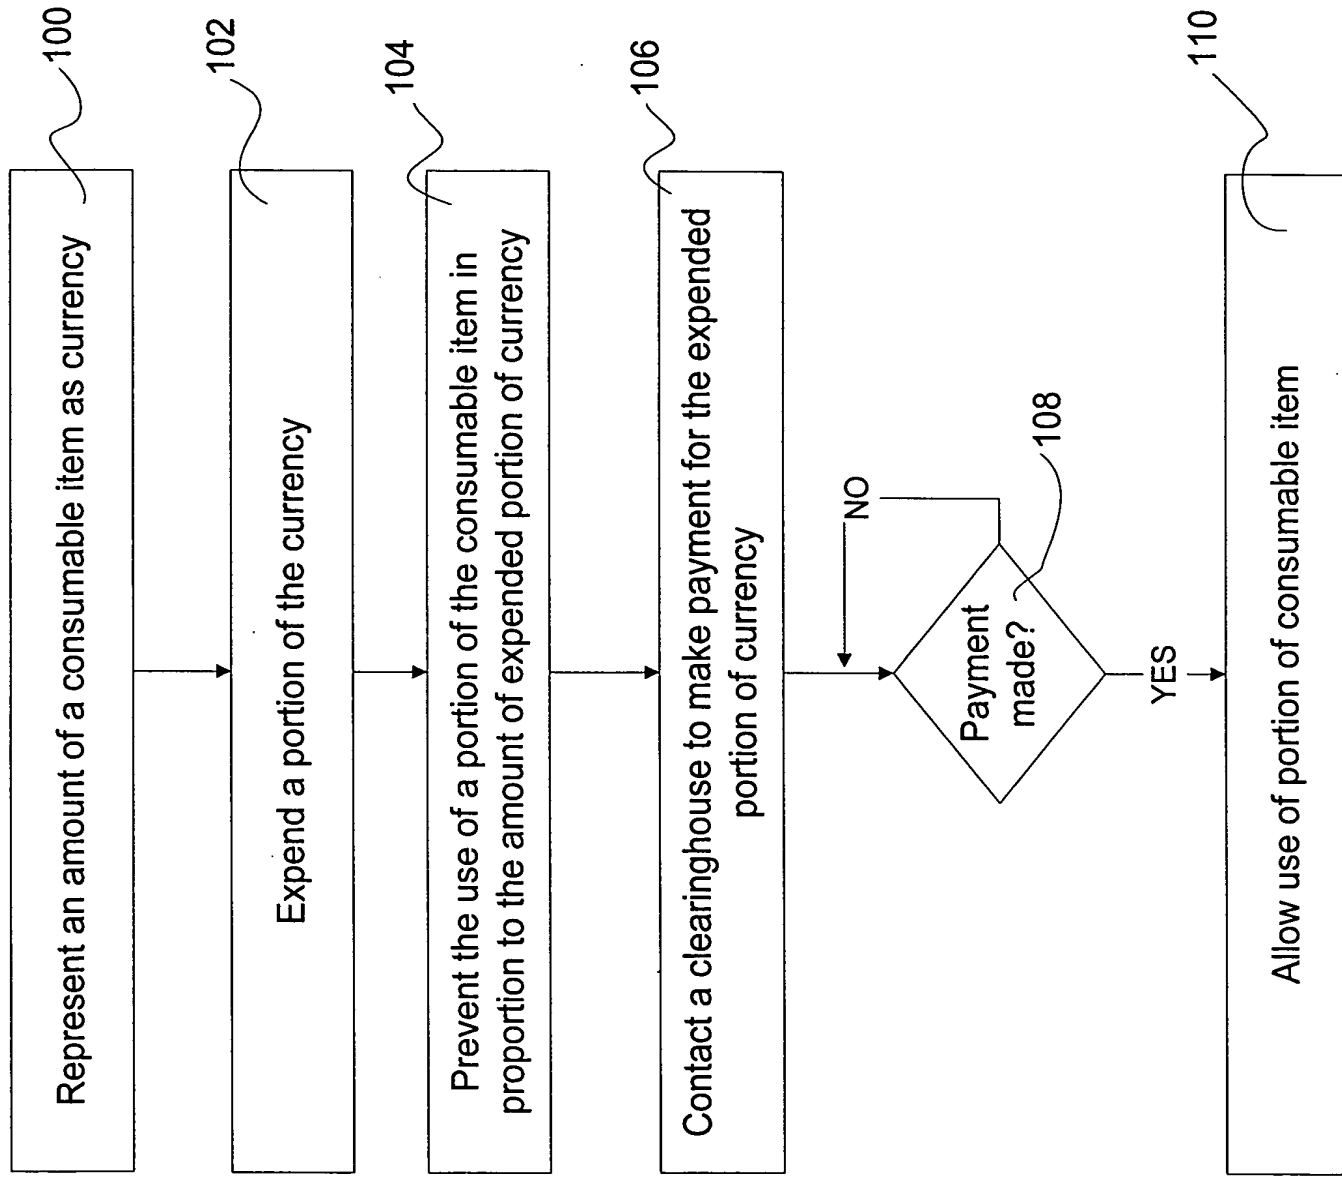 100
Represent an amount of a consumable item as currency
102
Expend a portion of the currency
104
Prevent the use of a portion of the consumable item in
proportion to the amount of expended portion of currency
106
Contact a clearinghouse to make payment for the expended
portion of currency
NO
Payment
made?
108
YES
110
Allow use of portion of consumable item